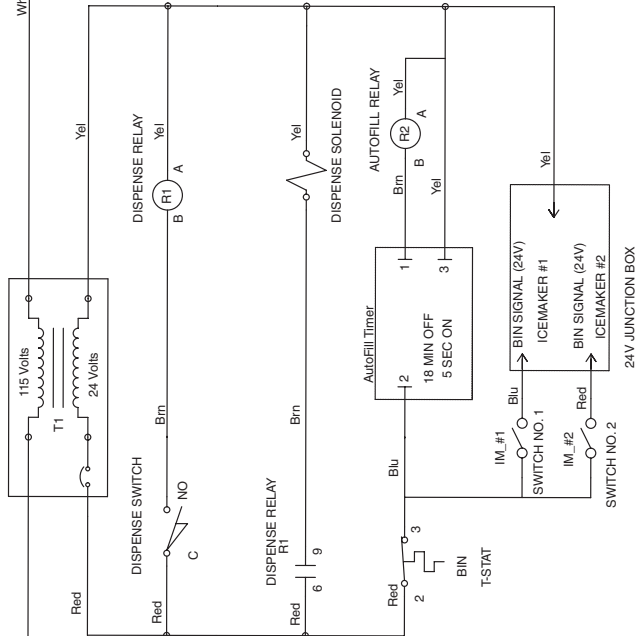 Wh
115 Volts
T1
24 Volts
Yel
Red
DISPENSE SWITCH
C
NO
Brn
DISPENSE RELAY
B
R1
A
Yel
Red
DISPENSE RELAY
R1
6
9
Brn
DISPENSE SOLENOID
Yel
Red
2
3
BIN
T-STAT
Blu
AutoFill Timer
2
18 MIN OFF
5 SEC ON
1
3
Brn
AUTOFILL RELAY
B
R2
A
Yel
Yel
IM_#1
SWITCH NO. 1
Blu
IM_#2
SWITCH NO. 2
Red
BIN SIGNAL (24V)
ICEMAKER #1
BIN SIGNAL (24V)
ICEMAKER #2
Yel
24V JUNCTION BOX